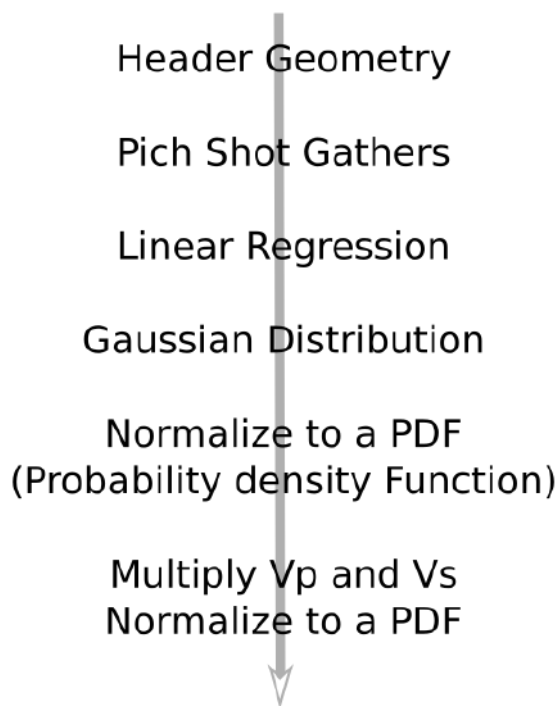 Header Geometry
Pich Shot Gathers
Linear Regression
Gaussian Distribution
Normalize to a PDF
(Probability density Function)
Multiply Vp and Vs
Normalize to a PDF